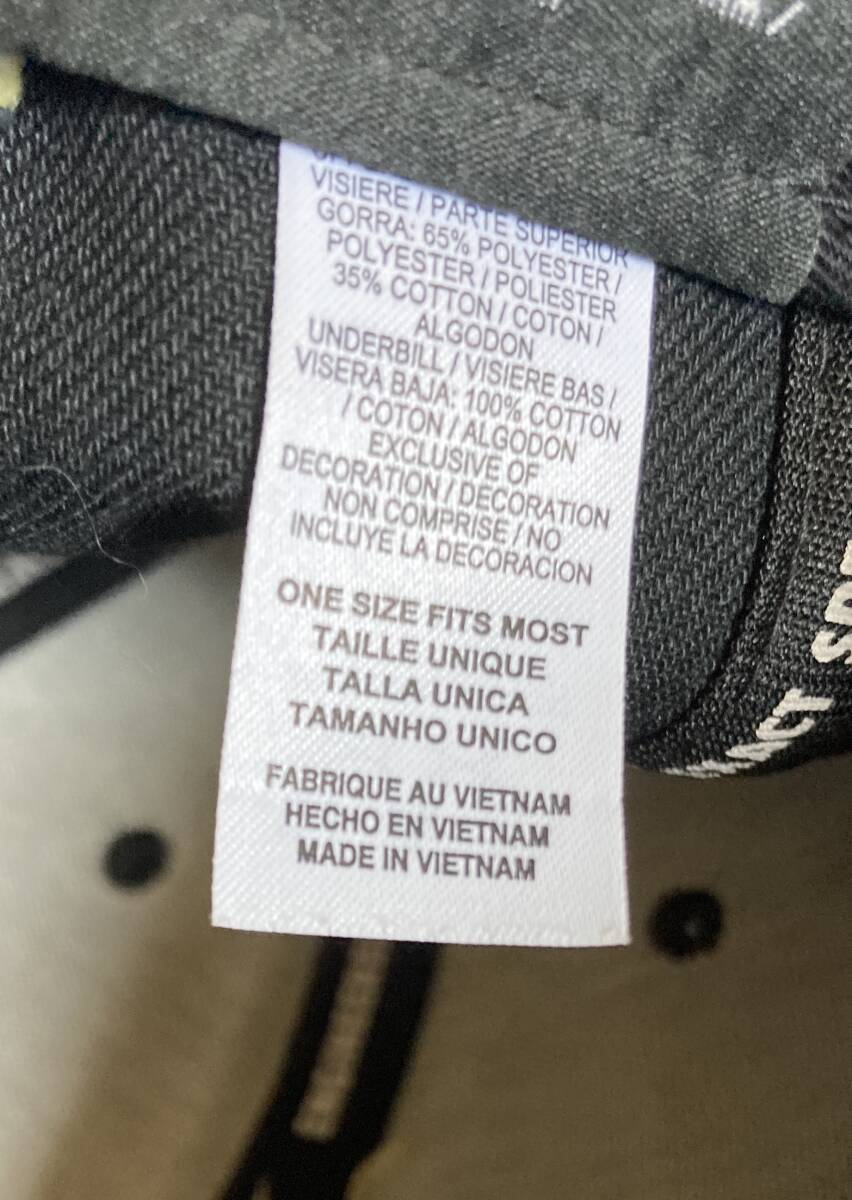 VISIERE / PARTE SUPERIOR
GORRA: 65% POLYESTER /
POLYESTER / POLIESTER
35% COTTON / COTON /
ALGODON
UNDERBILL / VISIERE BAS /
VISERA BAJA: 100% COTTON
/ COTON / ALGODON
EXCLUSIVE OF
DECORATION / DECORATION
NON COMPRISE / NO
INCLUYE LA DECORACION
ONE SIZE FITS MOST
TAILLE UNIQUE
TALLA UNICA
TAMANHO UNICO
FABRIQUE AU VIETNAM
HECHO EN VIETNAM
MADE IN VIETNAM